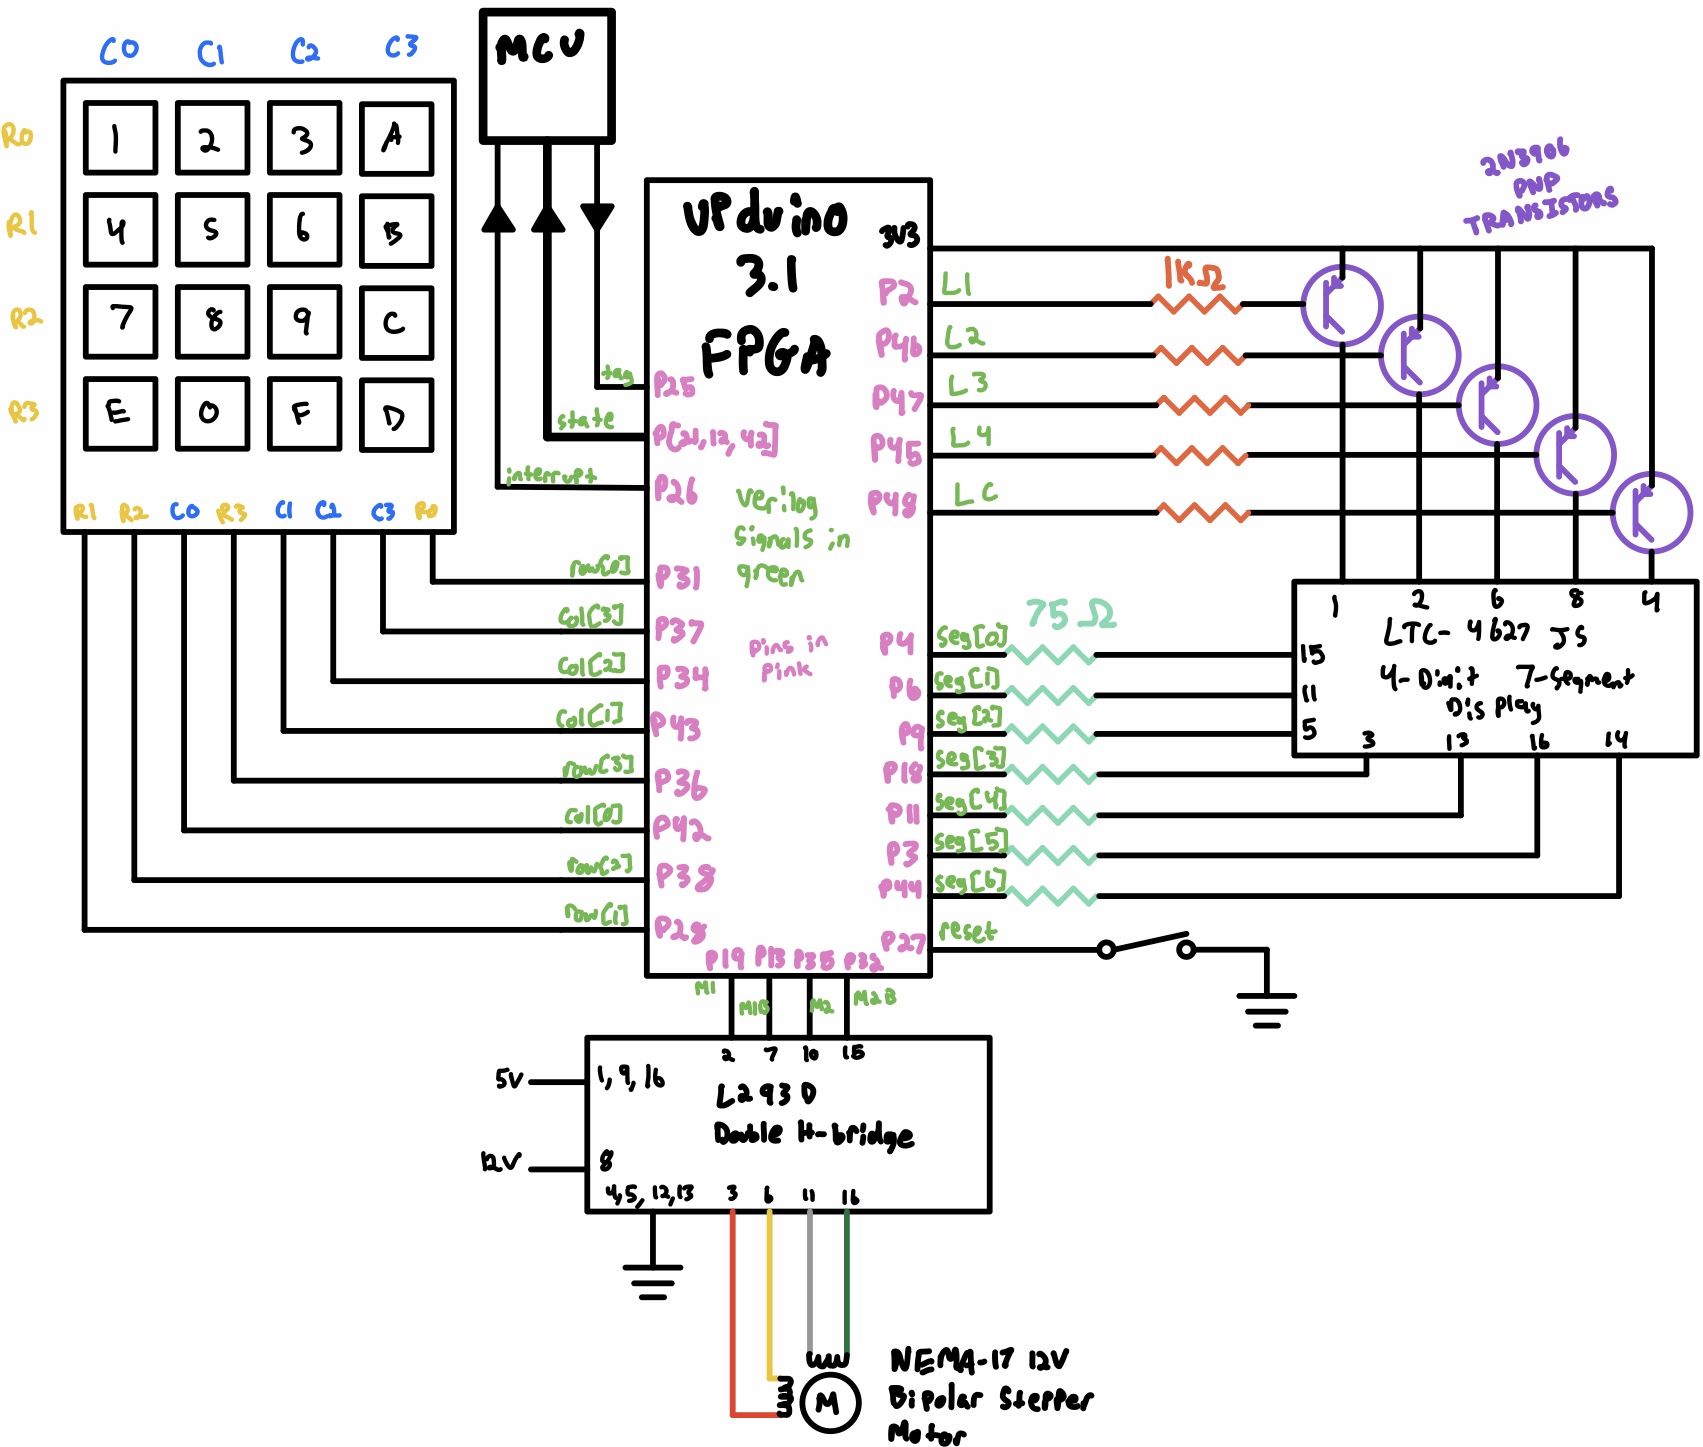 C0 C1 C2 C3
R0 1 2 3 A
R1 4 5 6 B
R2 7 8 9 C
R3 E 0 F D
R1 R2 C0 R3 C1 C2 C3 R0
MCU
UPduino
3.1
FPGA
tag P25
state P[21,12,42]
interrupt P26
verilog
signals in
green
Pins in
Pink
row[0] P31
col[3] P37
col[2] P34
col[1] P43
row[3] P36
col[0] P42
row[2] P38
row[1] P28
3V3
P2 L1 1KΩ
P46 L2
P47 L3
P45 L4
P48 LC
2N3906
PNP
TRANSISTORS
75Ω
P4 seg[0]
P6 seg[1]
P9 seg[2]
P18 seg[3]
P11 seg[4]
P3 seg[5]
P44 seg[6]
P27 reset
1 2 6 8 4
LTC-4627 JS
4-Digit 7-segment
Display
15
11
5
3 13 16 14
P19 P13 P35 P32
M1 M1B M2 M2B
2 7 10 15
5V 1, 9, 16
L293D
Double H-bridge
12V 8
4,5, 12,13 3 6 11 16
M
NEMA-17 12V
Bipolar Stepper
Motor